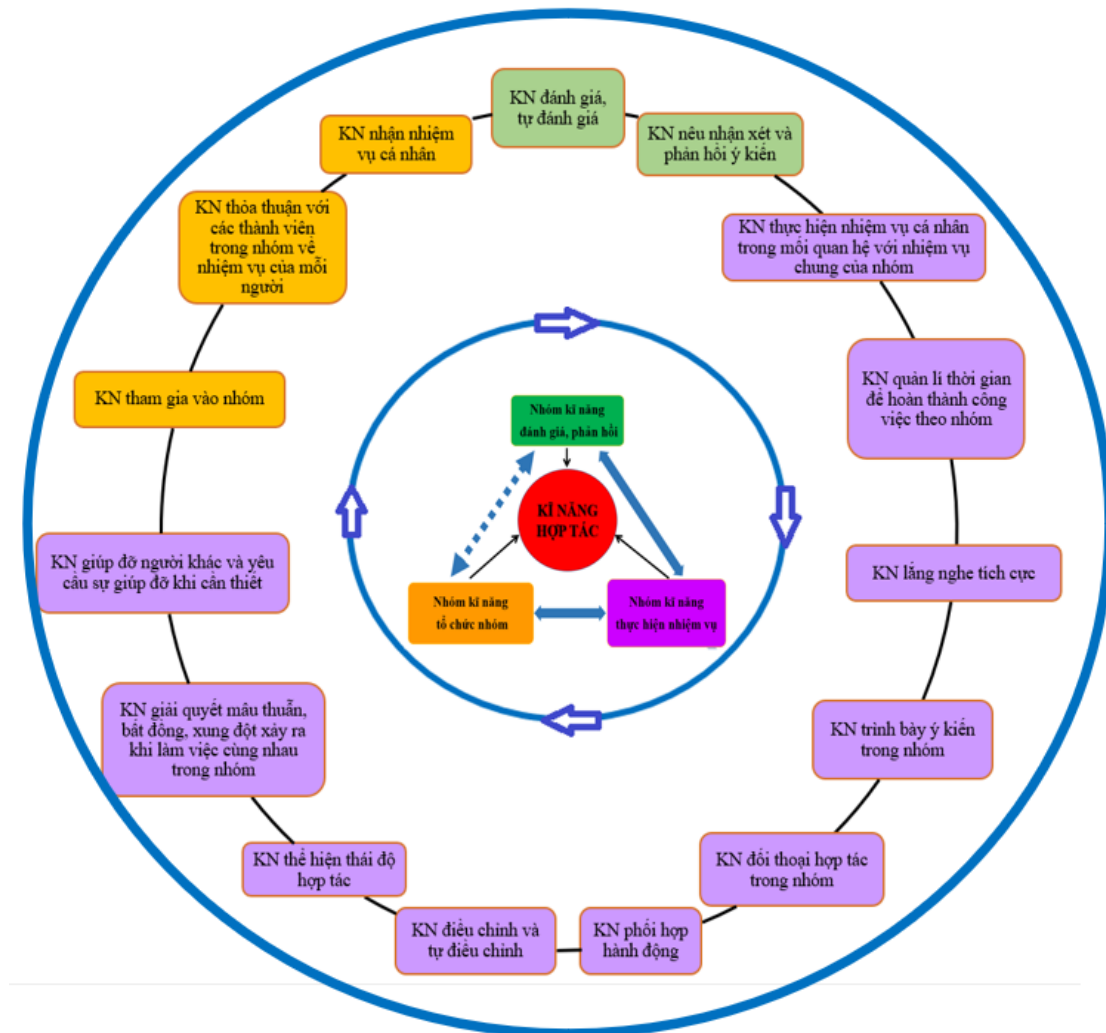 KN đánh giá,
tự đánh giá
KN nêu nhận xét và
phản hồi ý kiến
KN thực hiện nhiệm vụ cá nhân
trong mối quan hệ với nhiệm vụ
chung của nhóm
KN quản lí thời gian
để hoàn thành công
việc theo nhóm
KN lắng nghe tích cực
KN trình bày ý kiến
trong nhóm
KN đối thoại hợp tác
trong nhóm
KN phối hợp
hành động
KN điều chỉnh và
tự điều chỉnh
KN thể hiện thái độ
hợp tác
KN giải quyết mâu thuẫn,
bất đồng, xung đột xảy ra
khi làm việc cùng nhau
trong nhóm
KN giúp đỡ người khác và yêu
cầu sự giúp đỡ khi cần thiết
KN tham gia vào nhóm
KN thỏa thuận với
các thành viên
trong nhóm về
nhiệm vụ của mỗi
người
KN nhận nhiệm
vụ cá nhân
Nhóm kĩ năng
đánh giá, phản hồi
KĨ NĂNG
HỢP TÁC
Nhóm kĩ năng
tổ chức nhóm
Nhóm kĩ năng
thực hiện nhiệm vụ